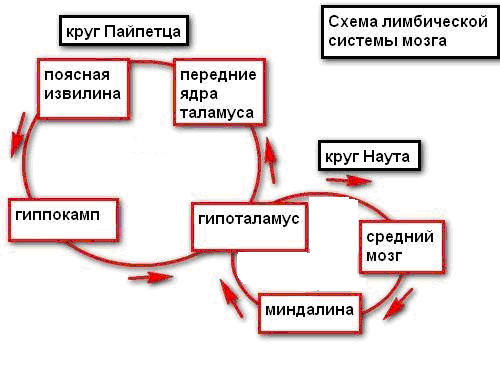 круг Пайпетца
Схема лимбической
системы мозга
поясная
извилина
передние
ядра
таламуса
круг Наута
гиппокамп
гипоталамус
средний
мозг
миндалина